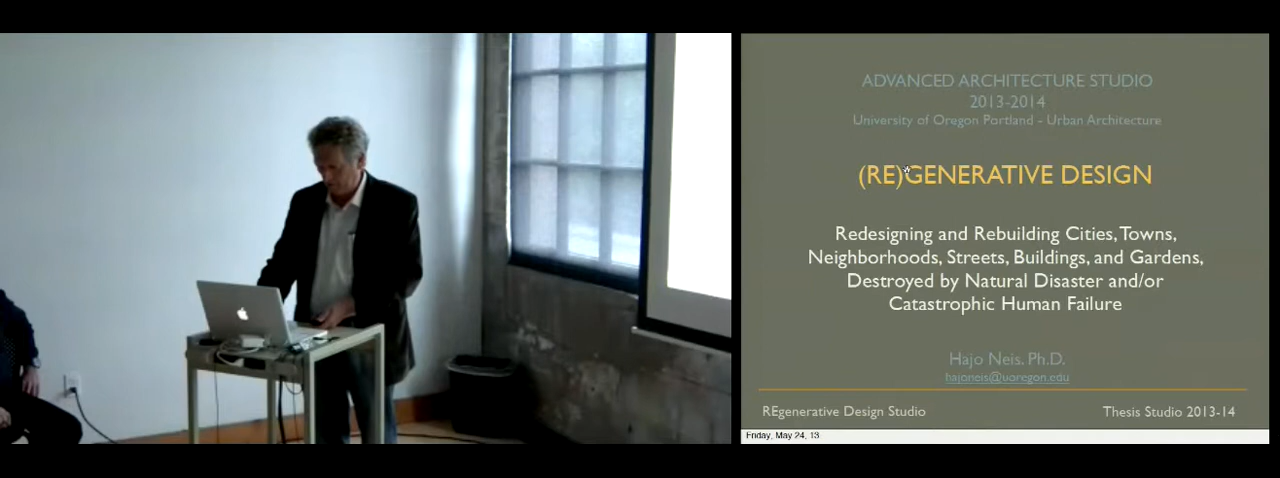 ADVANCED ARCHITECTURE STUDIO
2013-2014
University of Oregon Portland - Urban Architecture
(RE)GENERATIVE DESIGN
Redesigning and Rebuilding Cities, Towns,
Neighborhoods, Streets, Buildings, and Gardens,
Destroyed by Natural Disaster and/or
Catastrophic Human Failure
Hajo Neis. Ph.D.
hajoneis@uoregon.edu
REgenerative Design Studio
Thesis Studio 2013-14
Friday, May 24, 13